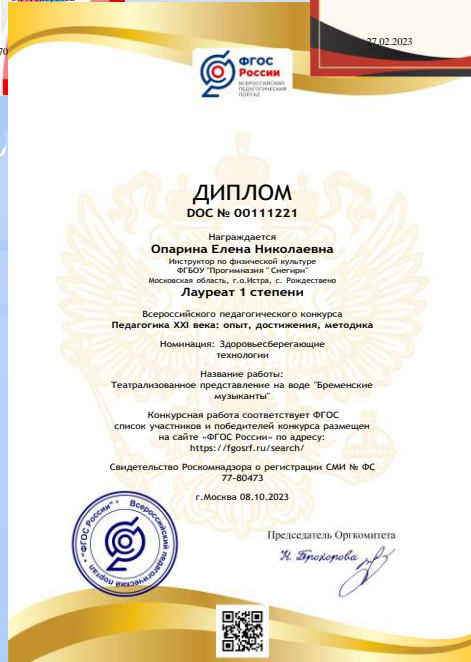 27.02.2023
ФГОС
России
ВСЕРОССИЙСКИЙ
ПЕДАГОГИЧЕСКИЙ
ПОРТАЛ
ДИПЛОМ
DOC № 00111221
Награждается
Опарина Елена Николаевна
Инструктор по физической культуре
ФГБОУ "Прогимназия " Снегири"
Московская область, г.о.Истра, с. Рождествено
Лауреат 1 степени
Всероссийского педагогического конкурса
Педагогика XXI века: опыт, достижения, методика
Номинация: Здоровьесберегающие
технологии
Название работы:
Театрализованное представление на воде "Бременские
музыканты"
Конкурсная работа соответствует ФГОС
список участников и победителей конкурса размещен
на сайте «ФГОС России» по адресу:
https://fgosrf.ru/search/
Свидетельство Роскомнадзора о регистрации СМИ № ФС
77-80473
г.Москва 08.10.2023
Председатель Оргкомитета
Н. Прохорова
Всероссийский педагогический портал • «ФГОС России» •